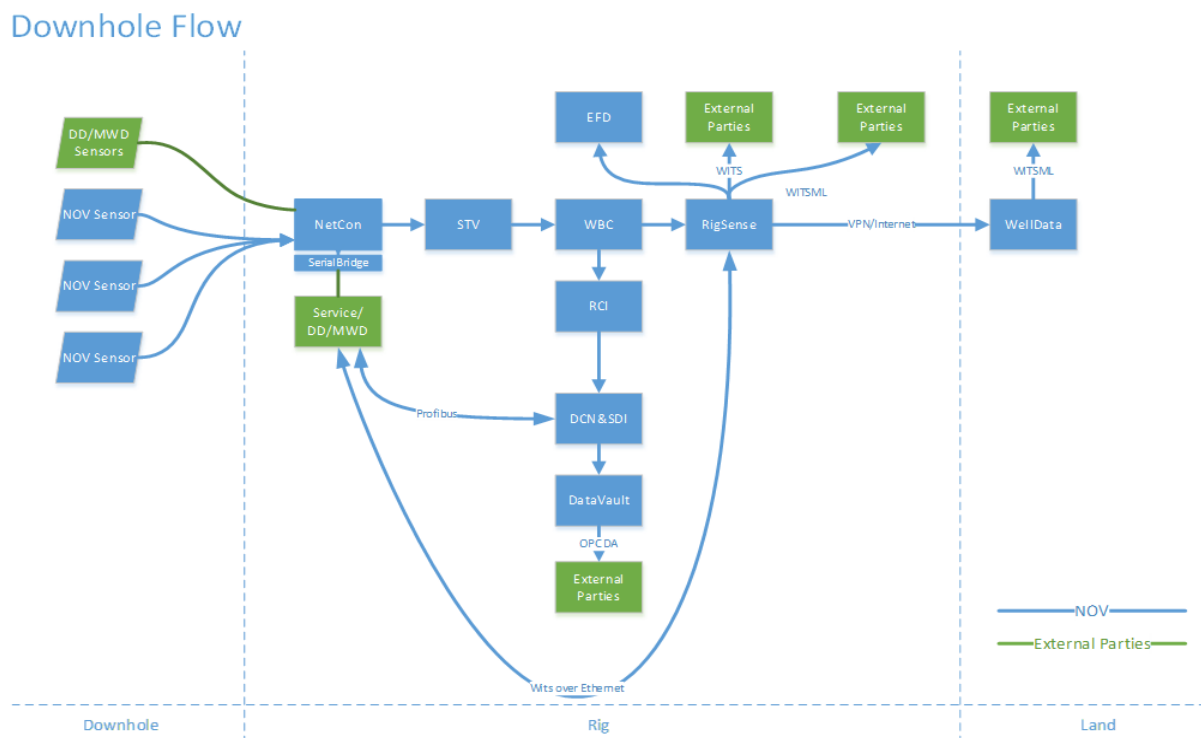 Downhole Flow
DD/MWD
Sensors
NOV Sensor
NOV Sensor
NOV Sensor
NetCon
SerialBridge
Service/
DD/MWD
STV
EFD
WBC
RCI
DCN&SDI
DataVault
OPC DA
External
Parties
Profibus
Wits over Ethernet
External
Parties
WITS
RigSense
External
Parties
WITSML
VPN/Internet
External
Parties
WITSML
WellData
NOV
External Parties
Downhole
Rig
Land